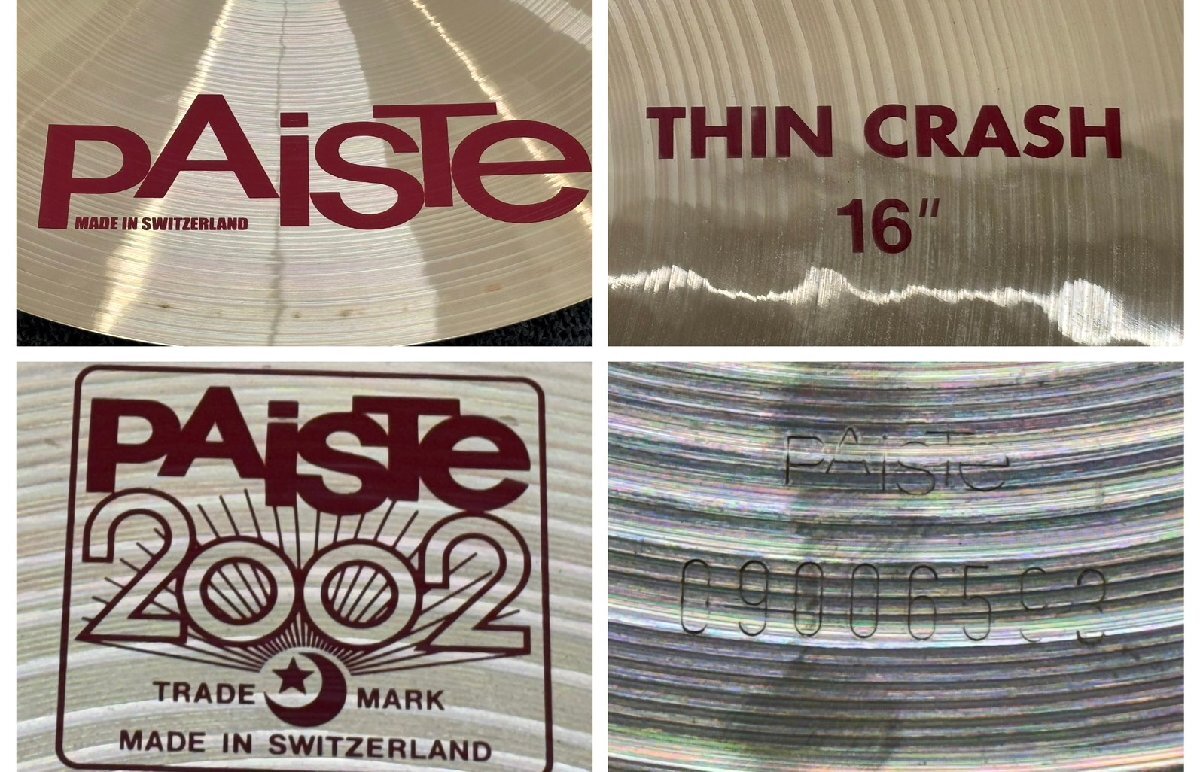 PAiSTe
MADE IN SWITZERLAND
THIN CRASH
16"
PAiSTe
2002
TRADE MARK
MADE IN SWITZERLAND
PAiSTe